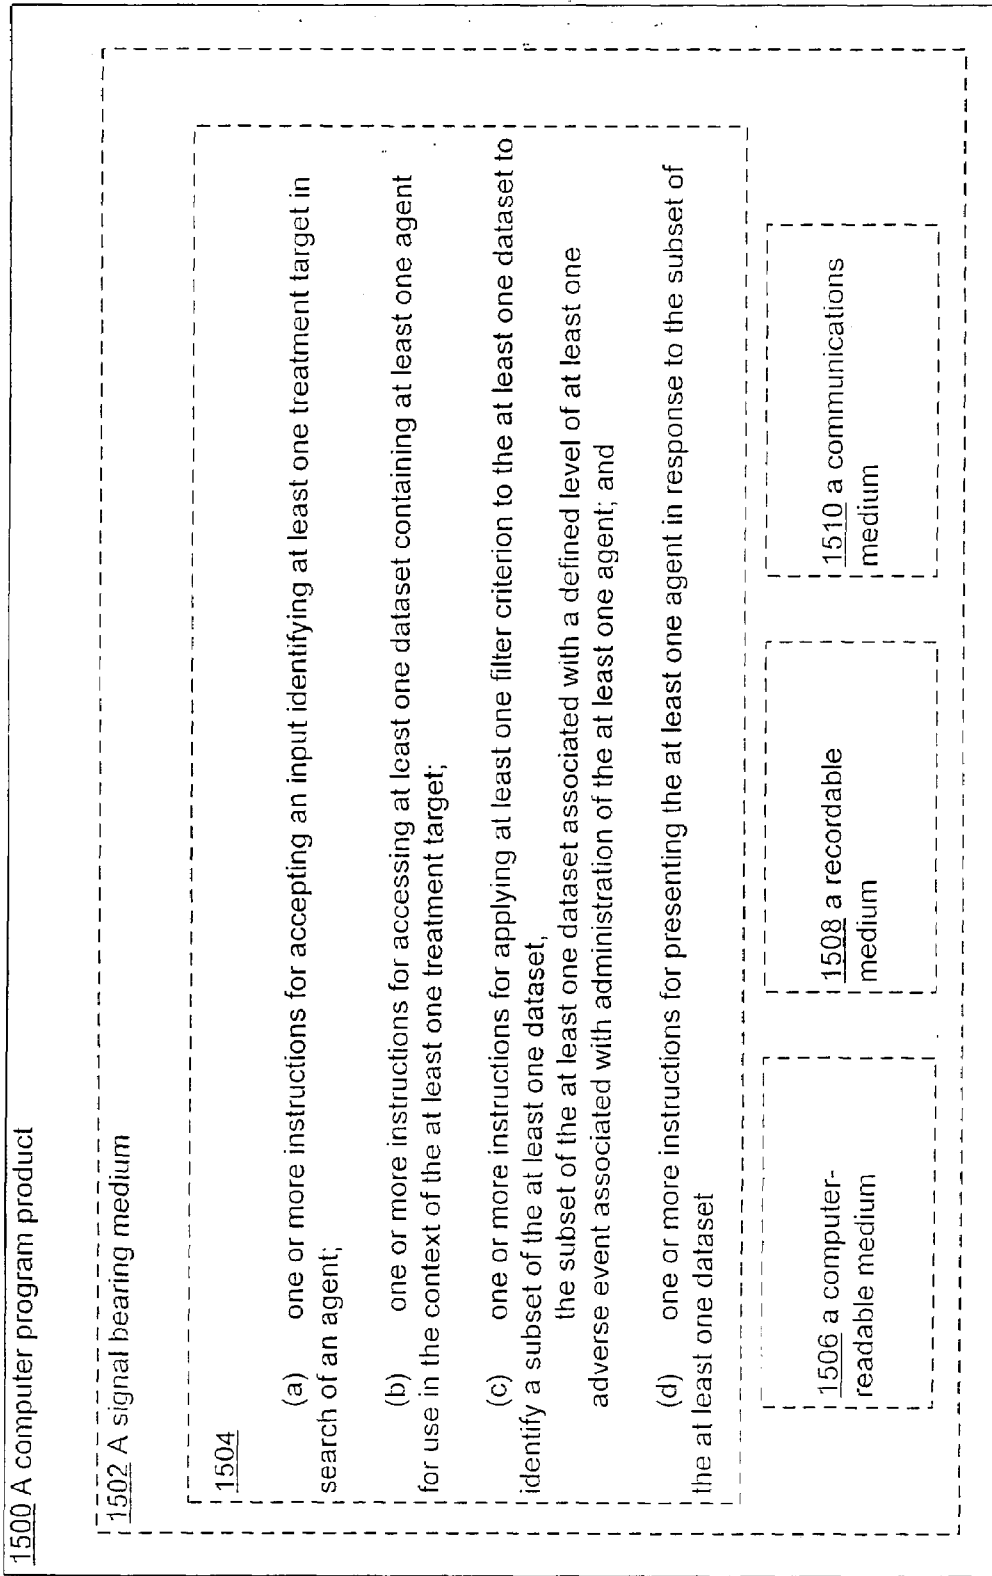 1500 A computer program product
1502 A signal bearing medium
1504
(a) one or more instructions for accepting an input identifying at least one treatment target in
search of an agent;
(b) one or more instructions for accessing at least one dataset containing at least one agent
for use in the context of the at least one treatment target;
(c) one or more instructions for applying at least one filter criterion to the at least one dataset to
identify a subset of the at least one dataset,
the subset of the at least one dataset associated with a defined level of at least one
adverse event associated with administration of the at least one agent; and
(d) one or more instructions for presenting the at least one agent in response to the subset of
the at least one dataset
1506 a computer-
readable medium
1508 a recordable
medium
1510 a communications
medium